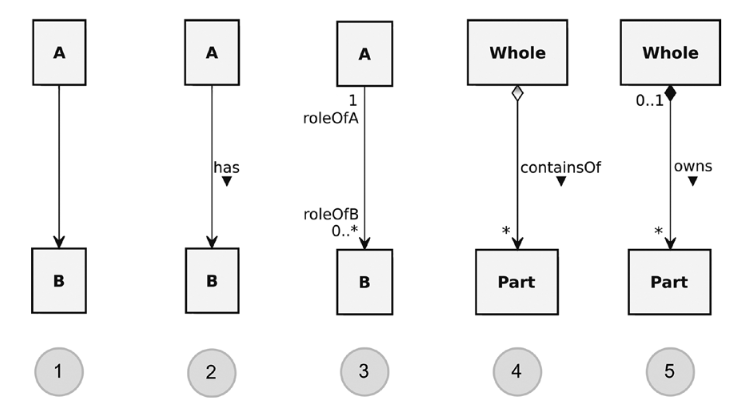 A
A
A
Whole
Whole
1
roleOfA
0..1
has
▼
containsOf
▼
owns
▼
roleOfB
0..*
*
*
B
B
B
Part
Part
1
2
3
4
5